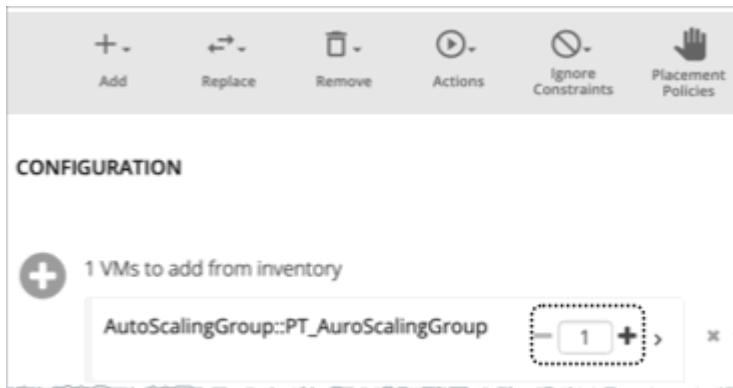 Add Replace Remove Actions Ignore Constraints Placement Policies
CONFIGURATION
1 VMs to add from inventory
AutoScalingGroup::PT_AuroScalingGroup 1